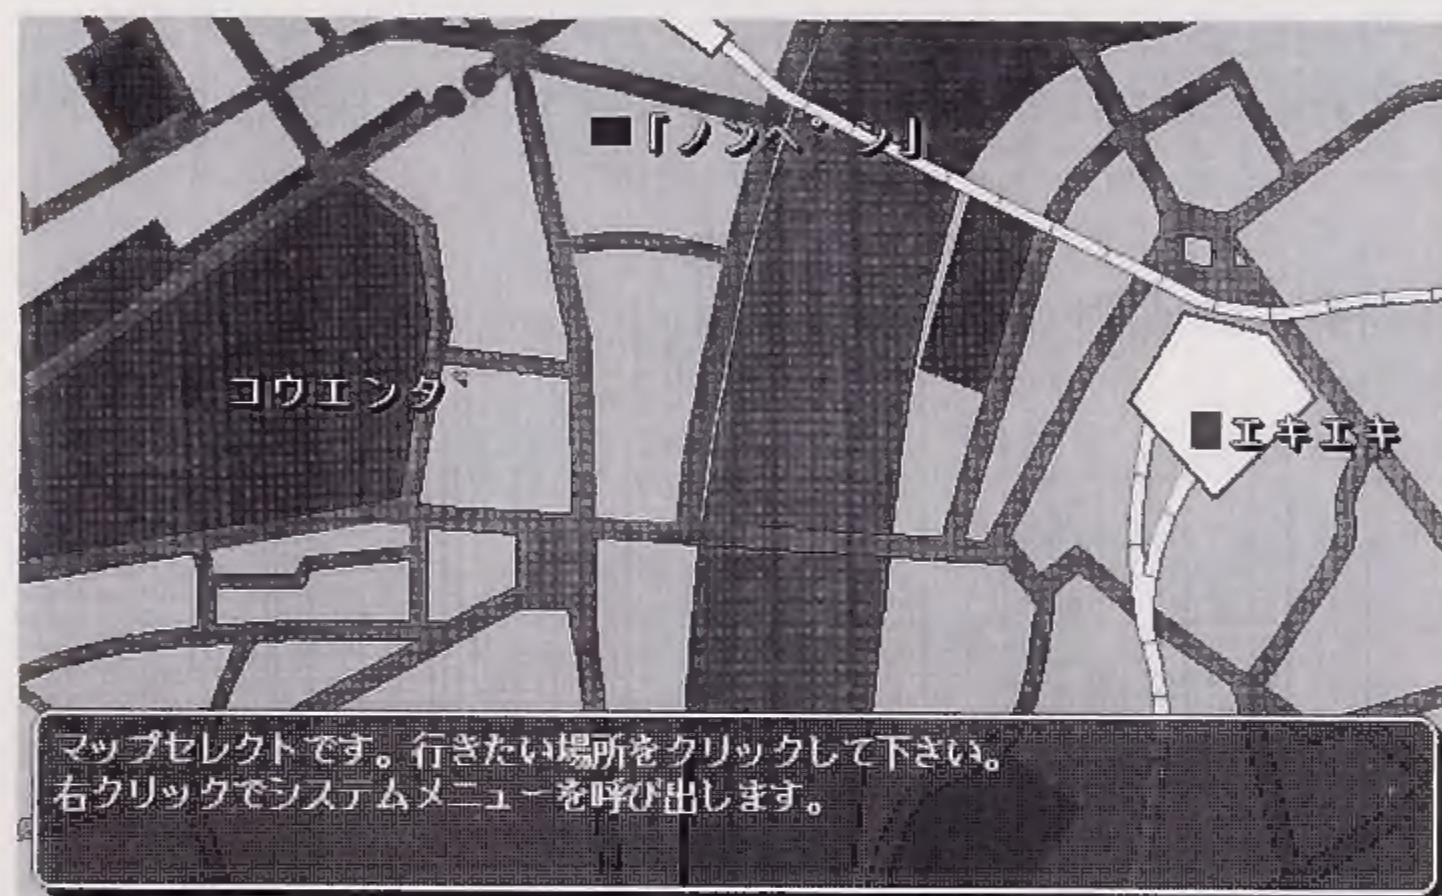 「ノンペン」
コウエンダ
エキエキ
マップセレクトです。行きたい場所をクリックして下さい。
右クリックでシステムメニューを呼び出します。